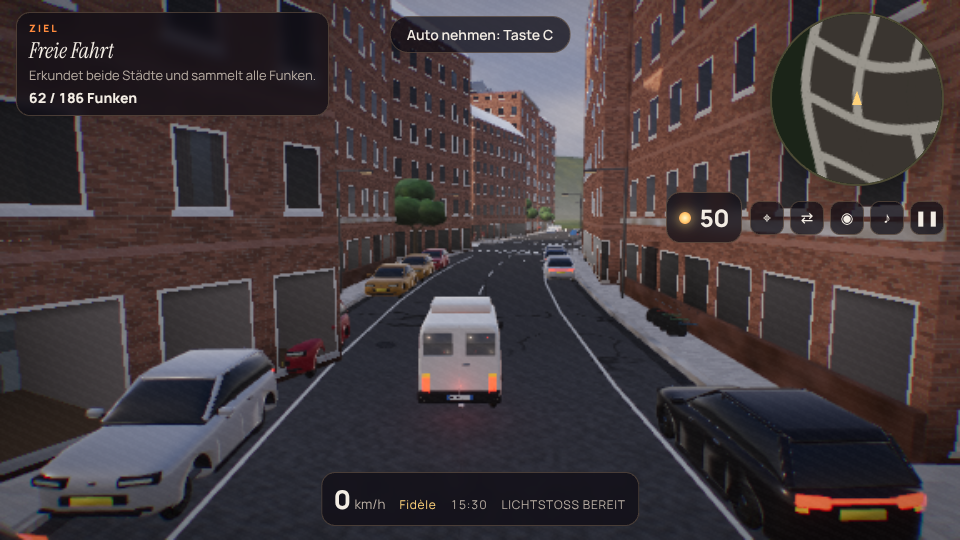 ZIEL
Freie Fahrt
Erkundet beide Städte und sammelt alle Funken.
62 / 186 Funken
Auto nehmen: Taste C
50
0 km/h Fidèle 15:30 LICHTSTOSS BEREIT